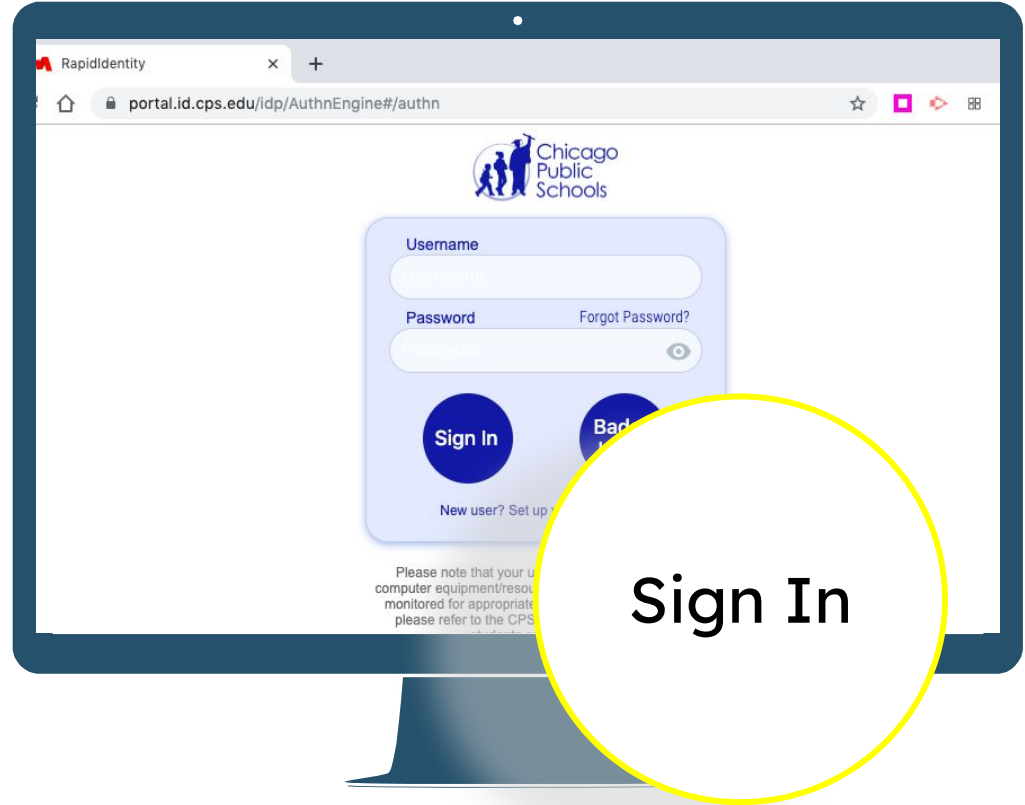 RapidIdentity
portal.id.cps.edu/idp/AuthnEngine#/authn
Chicago
Public
Schools
Username
Username
Password
Forgot Password?
Password
Sign In
New user? Set up
Please note that your
computer equipment/
monitored for appropriate
please refer to the CPS
Sign In